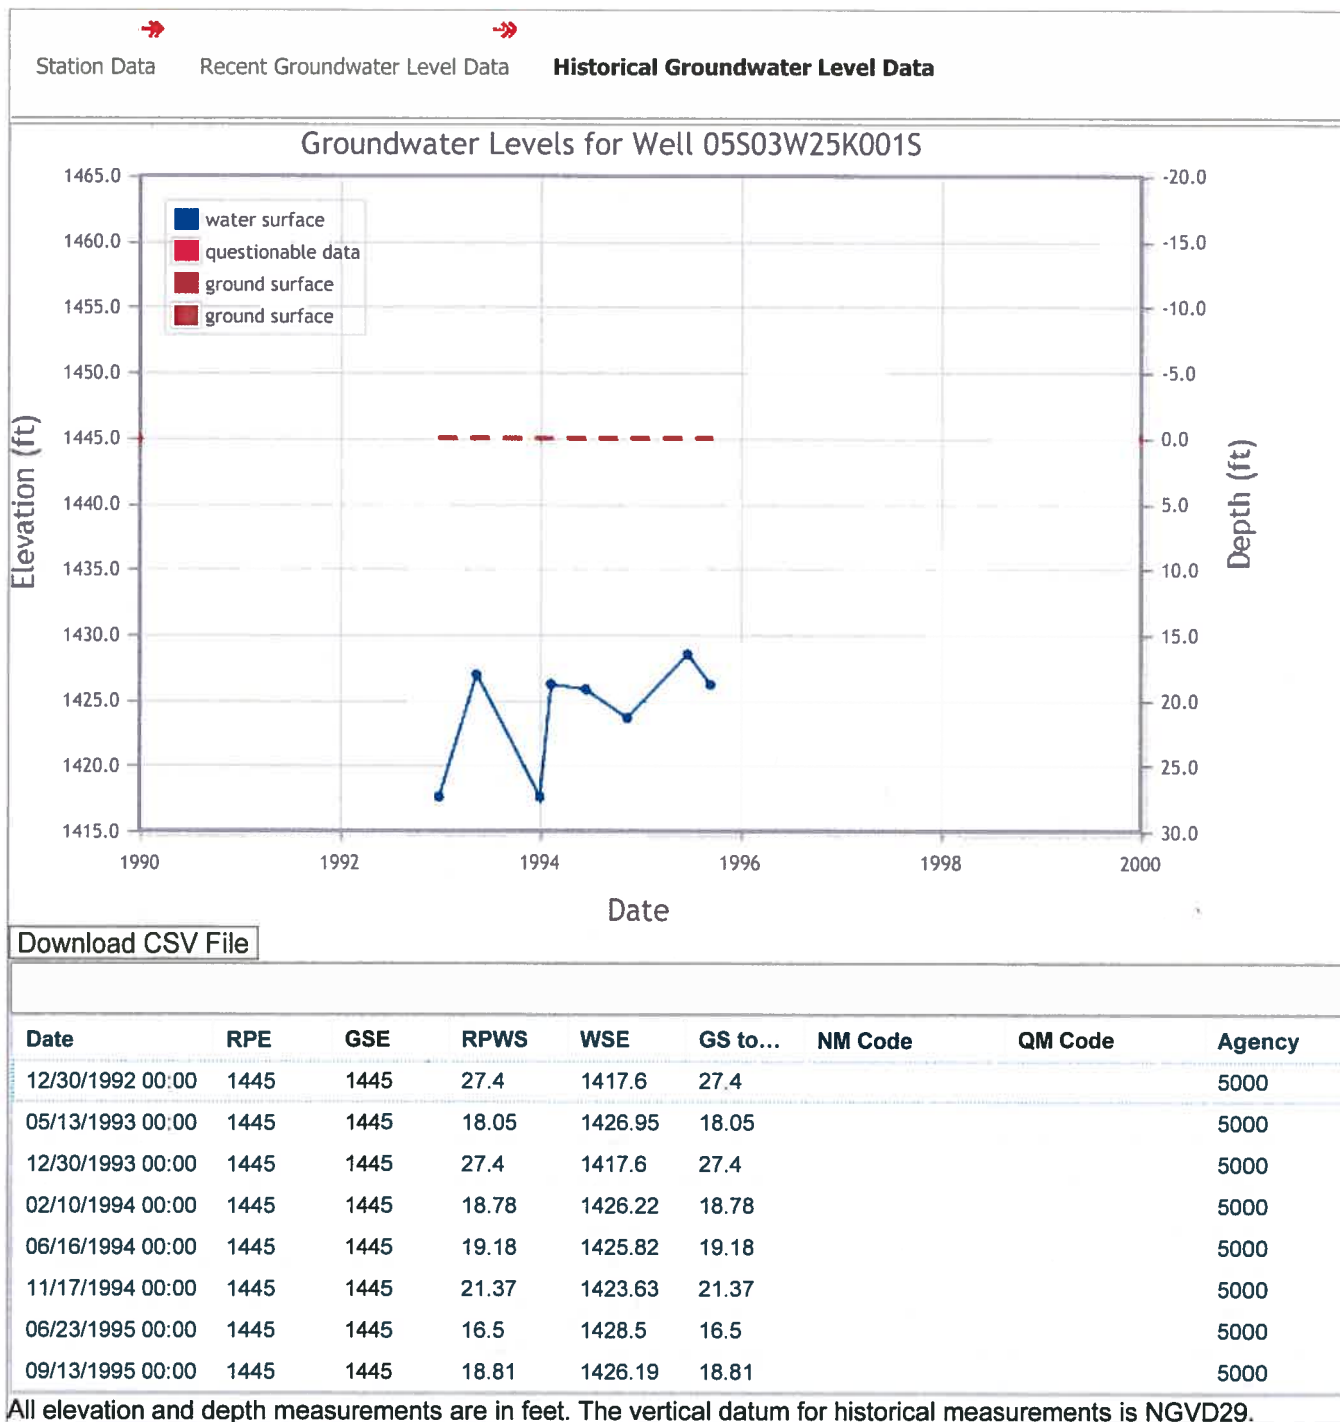 Station Data Recent Groundwater Level Data Historical Groundwater Level Data
Groundwater Levels for Well 05S03W25K001S
1465.0 -20.0
water surface
1460.0 -15.0
questionable data
ground surface
1455.0 -10.0
ground surface
1450.0 -5.0
1445.0 0.0
Elevation (ft)
Depth (ft)
1440.0 5.0
1435.0 10.0
1430.0 15.0
1425.0 20.0
1420.0 25.0
1415.0 30.0
1990 1992 1994 1996 1998 2000
Date
Download CSV File
Date RPE GSE RPWS WSE GS to... NM Code QM Code Agency
12/30/1992 00:00 1445 1445 27.4 1417.6 27.4 5000
05/13/1993 00:00 1445 1445 18.05 1426.95 18.05 5000
12/30/1993 00:00 1445 1445 27.4 1417.6 27.4 5000
02/10/1994 00:00 1445 1445 18.78 1426.22 18.78 5000
06/16/1994 00:00 1445 1445 19.18 1425.82 19.18 5000
11/17/1994 00:00 1445 1445 21.37 1423.63 21.37 5000
06/23/1995 00:00 1445 1445 16.5 1428.5 16.5 5000
09/13/1995 00:00 1445 1445 18.81 1426.19 18.81 5000
All elevation and depth measurements are in feet. The vertical datum for historical measurements is NGVD29.